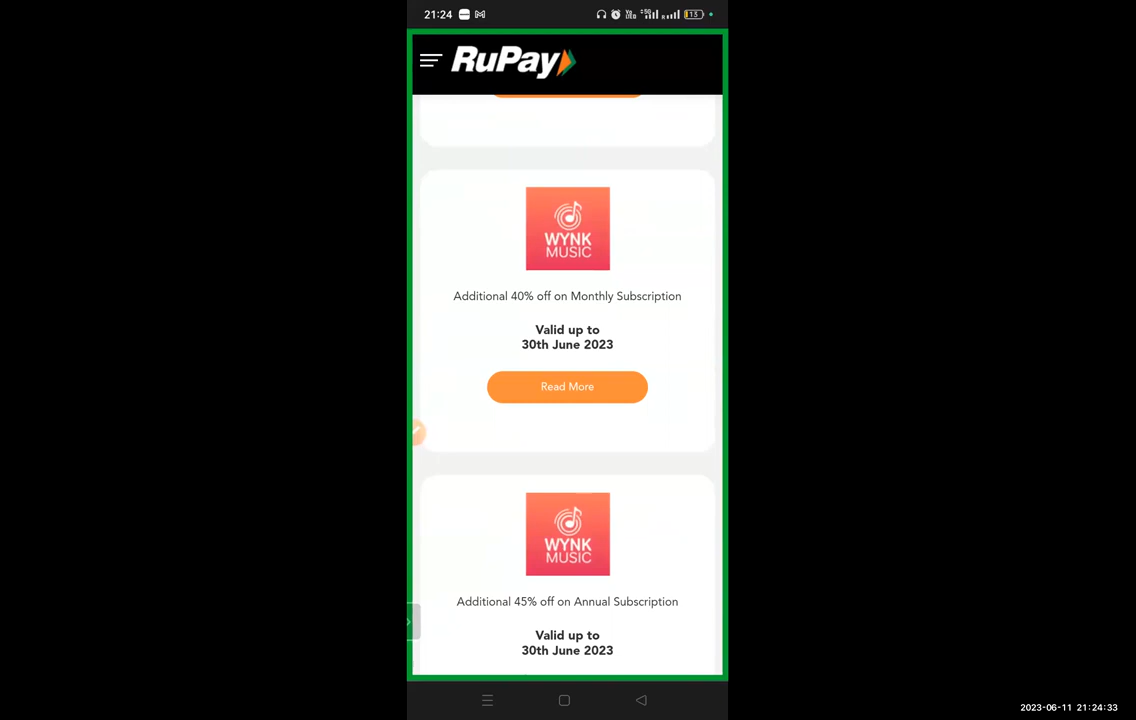 21:24
13
RuPay
WYNK
MUSIC
Additional 40% off on Monthly Subscription
Valid up to
30th June 2023
Read More
WYNK
MUSIC
Additional 45% off on Annual Subscription
Valid up to
30th June 2023
2023-06-11 21:24:33